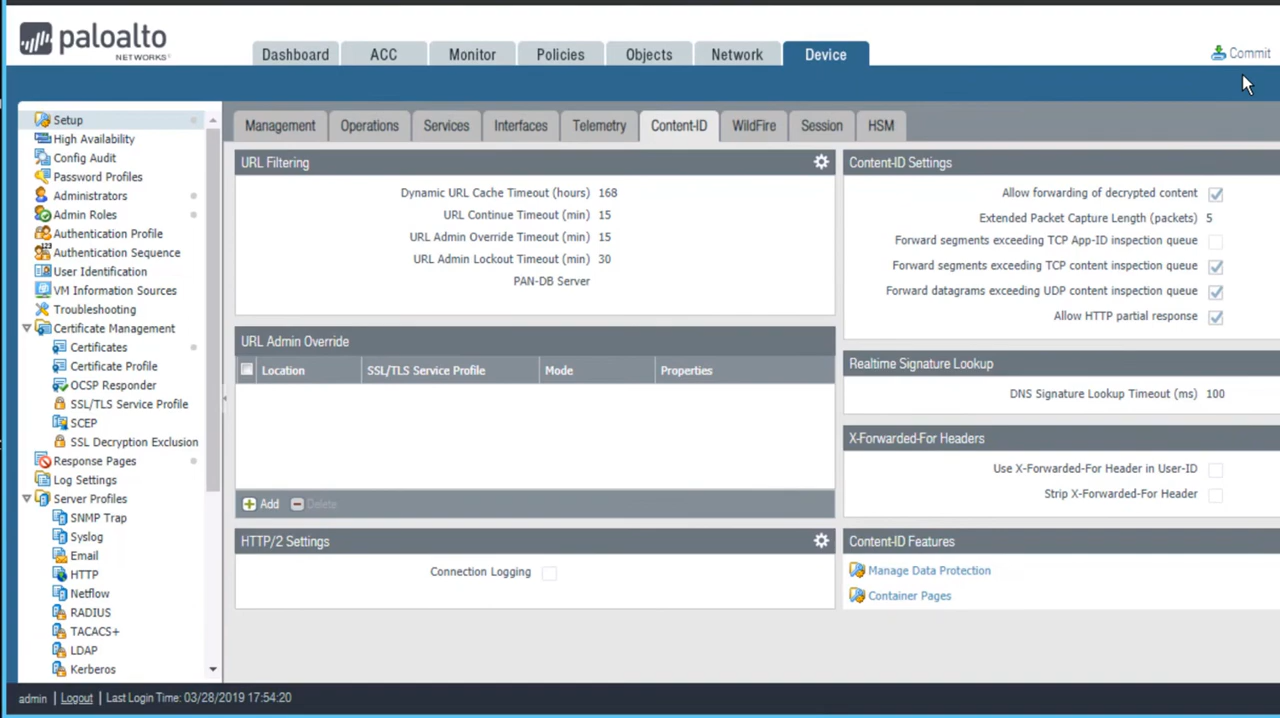 paloalto
NETWORKS®
Dashboard ACC Monitor Policies Objects Network Device
Commit
Setup
High Availability
Config Audit
Password Profiles
Administrators
Admin Roles
Authentication Profile
Authentication Sequence
User Identification
VM Information Sources
Troubleshooting
Certificate Management
Certificates
Certificate Profile
OCSP Responder
SSL/TLS Service Profile
SCEP
SSL Decryption Exclusion
Response Pages
Log Settings
Server Profiles
SNMP Trap
Syslog
Email
HTTP
Netflow
RADIUS
TACACS+
LDAP
Kerberos
Management Operations Services Interfaces Telemetry Content-ID WildFire Session HSM
URL Filtering
Dynamic URL Cache Timeout (hours) 168
URL Continue Timeout (min) 15
URL Admin Override Timeout (min) 15
URL Admin Lockout Timeout (min) 30
PAN-DB Server
URL Admin Override
Location SSL/TLS Service Profile Mode Properties
Add Delete
HTTP/2 Settings
Connection Logging
Content-ID Settings
Allow forwarding of decrypted content
Extended Packet Capture Length (packets) 5
Forward segments exceeding TCP App-ID inspection queue
Forward segments exceeding TCP content inspection queue
Forward datagrams exceeding UDP content inspection queue
Allow HTTP partial response
Realtime Signature Lookup
DNS Signature Lookup Timeout (ms) 100
X-Forwarded-For Headers
Use X-Forwarded-For Header in User-ID
Strip X-Forwarded-For Header
Content-ID Features
Manage Data Protection
Container Pages
admin | Logout | Last Login Time: 03/28/2019 17:54:20